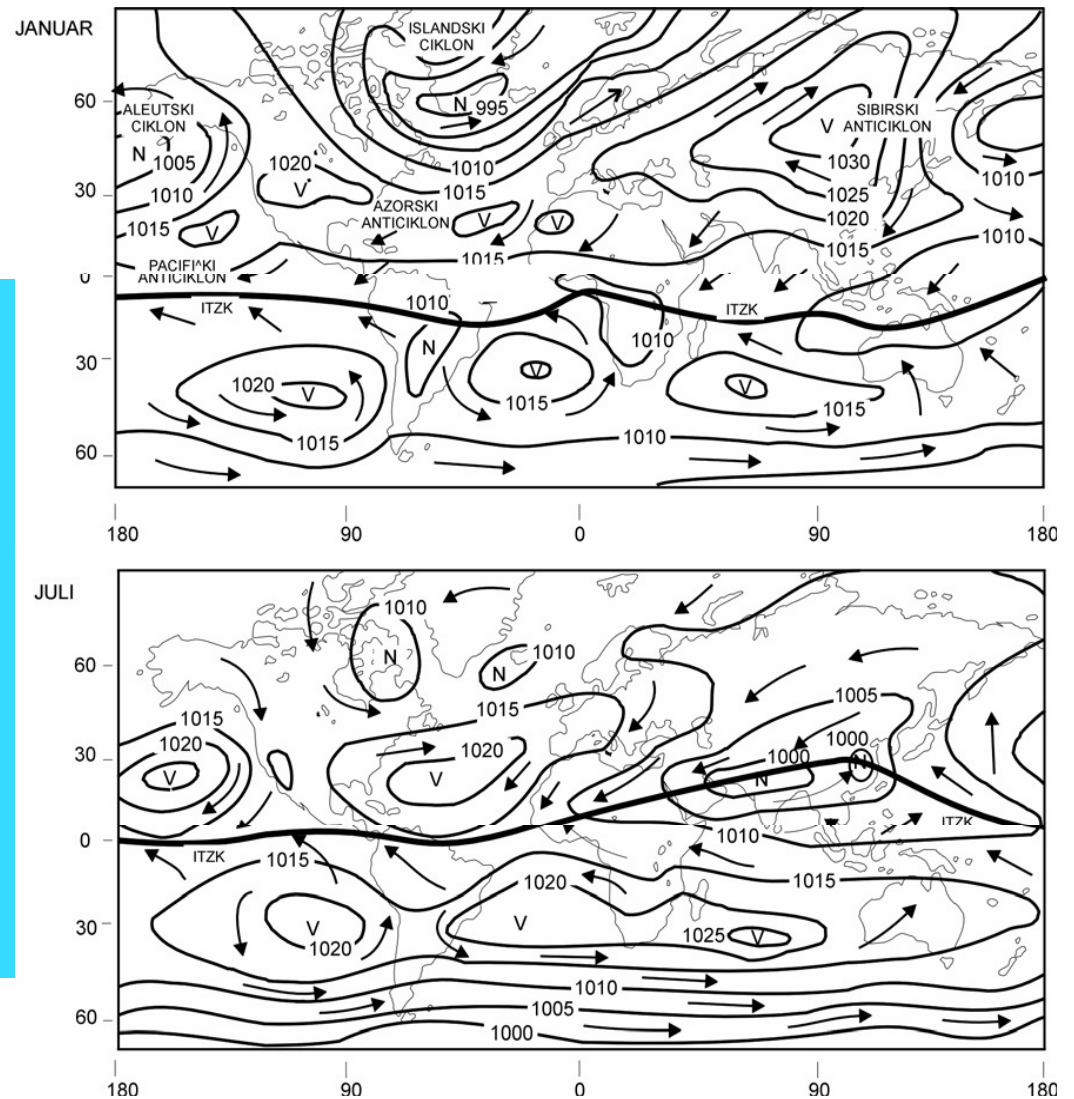 JANUAR
ISLANDSKI
CIKLON
N 995
60
ALEUTSKI
CIKLON
SIBIRSKI
V ANTICIKLON
N 1005
1020
1010
1030
30
V
1015
1025
1010
1010
AZORSKI
ANTICIKLON
1020
1015
V
V
V
1015
1010
1015
0
PACIFI^KI
ANTICIKLON
1010
ITZK
ITZK
N
1010
30
1020
V
V
V
1015
1015
1015
1010
60
180
90
0
90
180
JULI
1010
N
60
N
1010
1015
1015
1005
1020
1020
1000
1000
30
V
V
N
N
1010
ITZK
0
ITZK
1015
1020
1015
30
V
1020
V
1025
V
1010
1005
60
1000
180
90
0
90
180